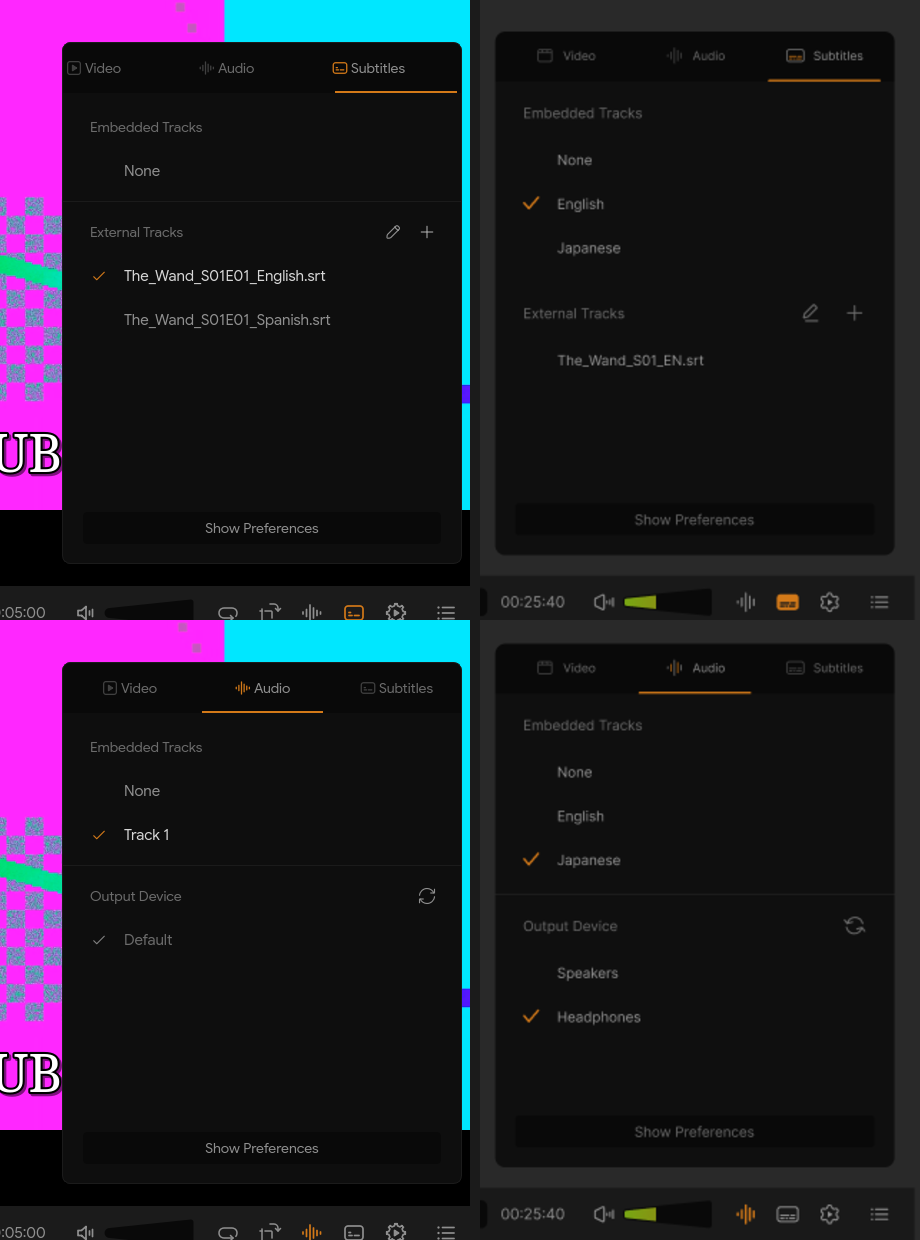 Video Audio Subtitles
Embedded Tracks
None
External Tracks
The_Wand_S01E01_English.srt
The_Wand_S01E01_Spanish.srt
UB
Show Preferences
:05:00
Video Audio Subtitles
Embedded Tracks
None
English
Japanese
External Tracks
The_Wand_S01_EN.srt
Show Preferences
00:25:40
Video Audio Subtitles
Embedded Tracks
None
Track 1
Output Device
Default
UB
Show Preferences
:05:00
Video Audio Subtitles
Embedded Tracks
None
English
Japanese
Output Device
Speakers
Headphones
Show Preferences
00:25:40